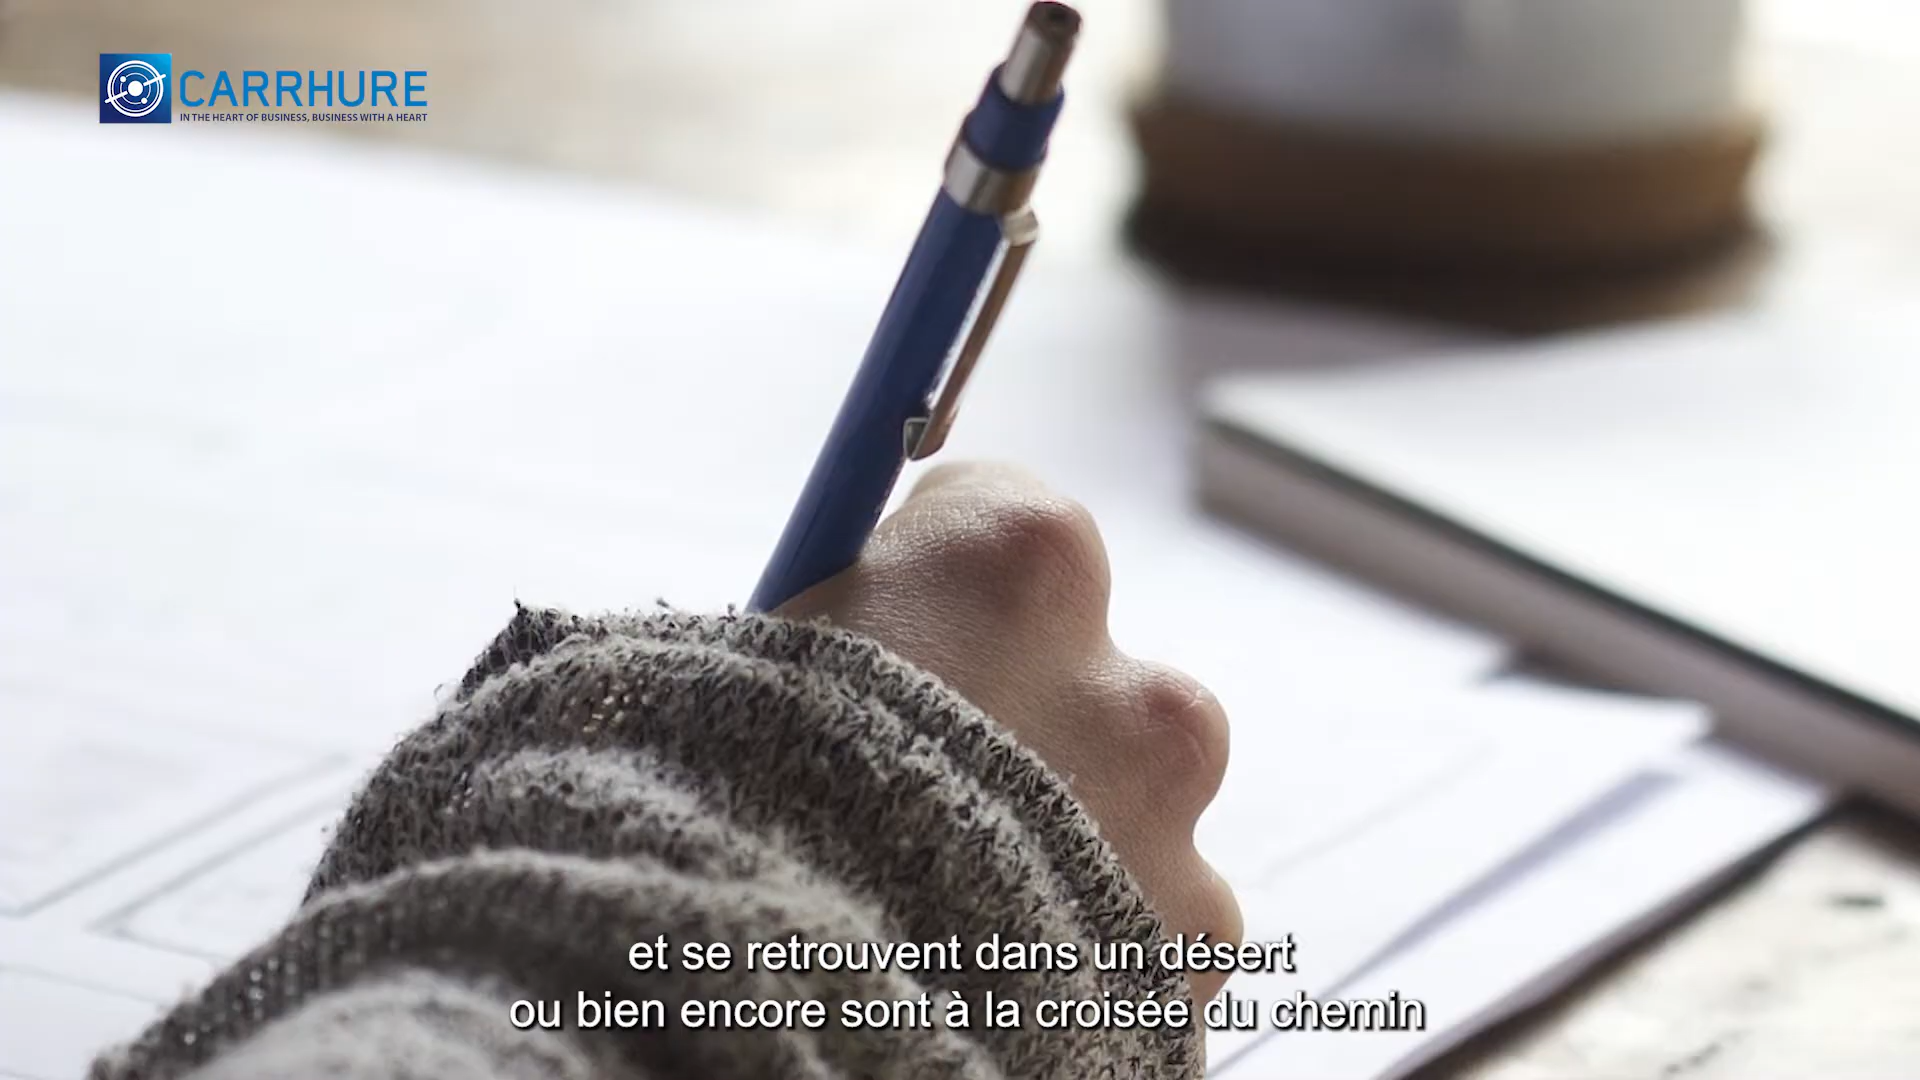 CARRHURE
IN THE HEART OF BUSINESS, BUSINESS WITH A HEART
et se retrouvent dans un désert
ou bien encore sont à la croisée du chemin